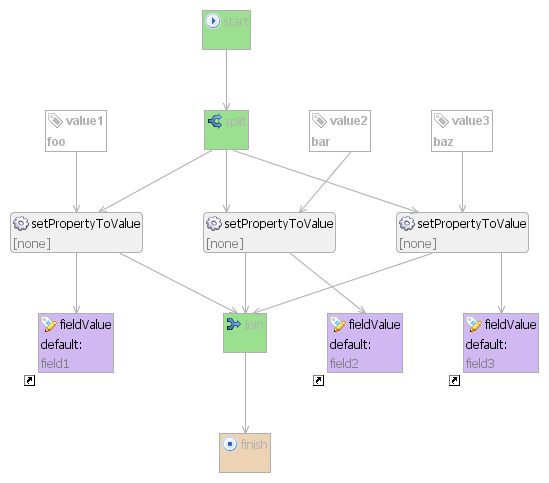 start
value1
foo
split
value2
bar
value3
baz
setPropertyToValue
[none]
setPropertyToValue
[none]
setPropertyToValue
[none]
fieldValue
default:
field1
join
fieldValue
default:
field2
fieldValue
default:
field3
finish